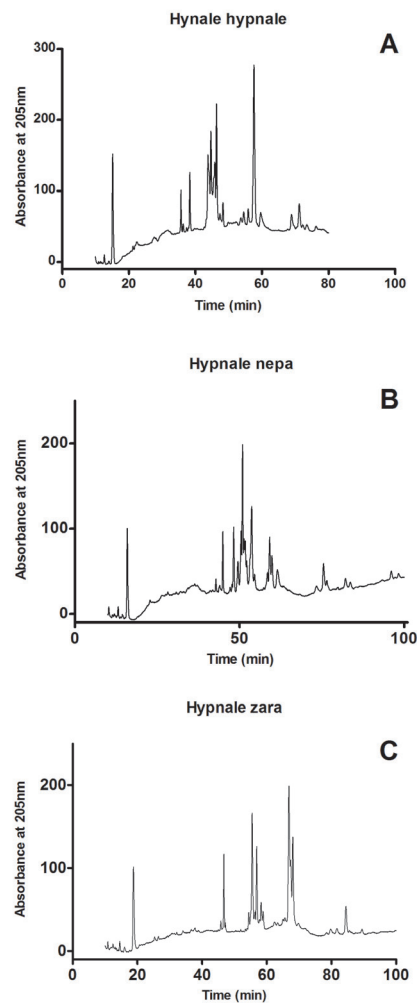 Hynale hypnale
A
300
200
100
0
Absorbance at 205nm
0 20 40 60 80 100
Time (min)
Hypnale nepa
B
200
100
0
Absorbance at 205nm
0 50 100
Time (min)
Hypnale zara
C
200
100
0
Absorbance at 205nm
0 20 40 60 80 100
Time (min)